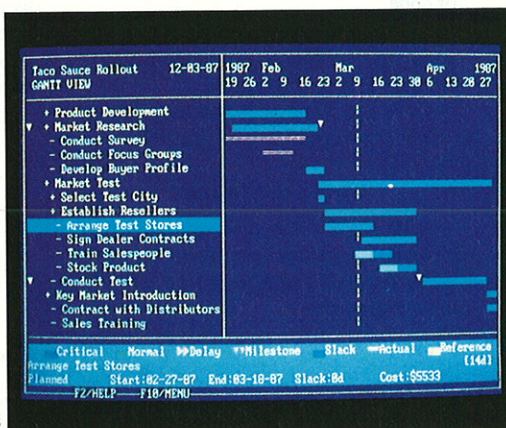 Taco Sauce Rollout 12-03-87 1987 Feb Mar Apr 1987
GANTT VIEW 19 26 2 9 16 23 2 9 16 23 30 6 13 20 27
+ Product Development
+ Market Research
- Conduct Survey
- Conduct Focus Groups
- Develop Buyer Profile
+ Market Test
+ Select Test City
+ Establish Resellers
- Arrange Test Stores
- Sign Dealer Contracts
- Train Salespeople
- Stock Product
- Conduct Test
+ Key Market Introduction
- Contract with Distributors
- Sales Training
Critical Normal Delay Milestone Slack Actual Reference
Arrange Test Stores [14d]
Planned Start:02-27-87 End:03-18-87 Slack:0d Cost:$5533
F2/HELP F10/MENU